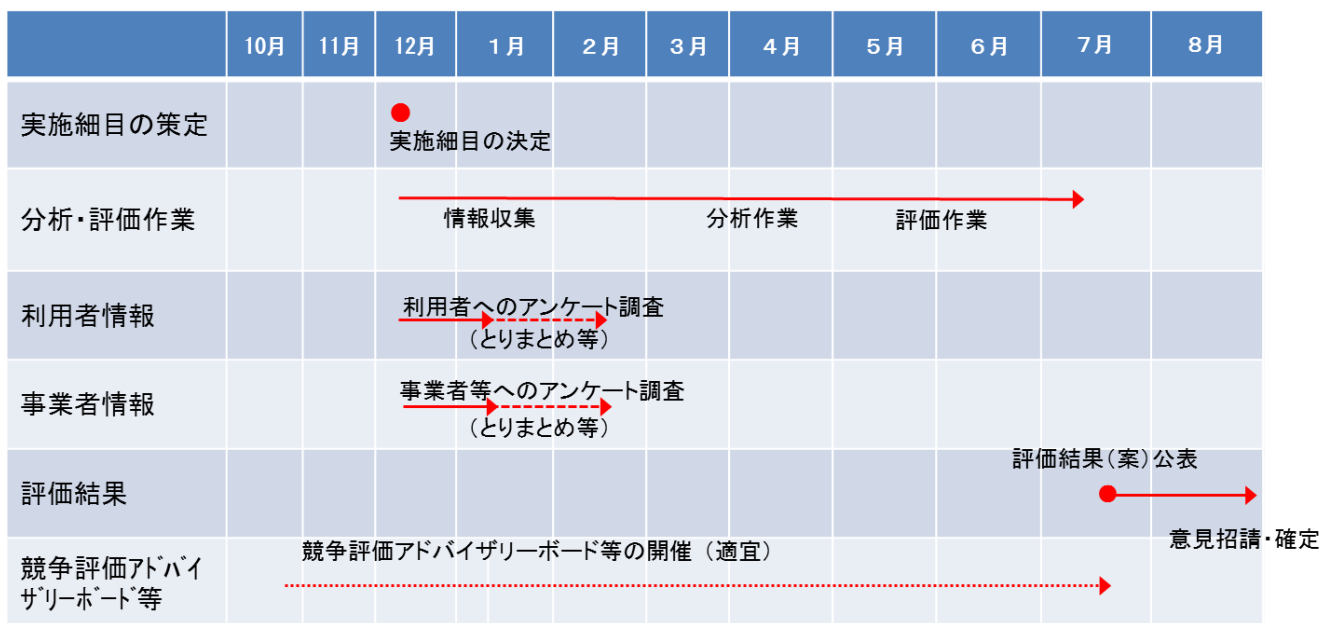 10月 11月 12月 1月 2月 3月 4月 5月 6月 7月 8月
実施細目の策定
実施細目の決定
分析・評価作業
情報収集 分析作業 評価作業
利用者情報
利用者へのアンケート調査
(とりまとめ等)
事業者情報
事業者等へのアンケート調査
(とりまとめ等)
評価結果
評価結果(案)公表
意見招請・確定
競争評価アドバイザリーボード等の開催 (適宜)
競争評価アドバイ
ザリーボード等